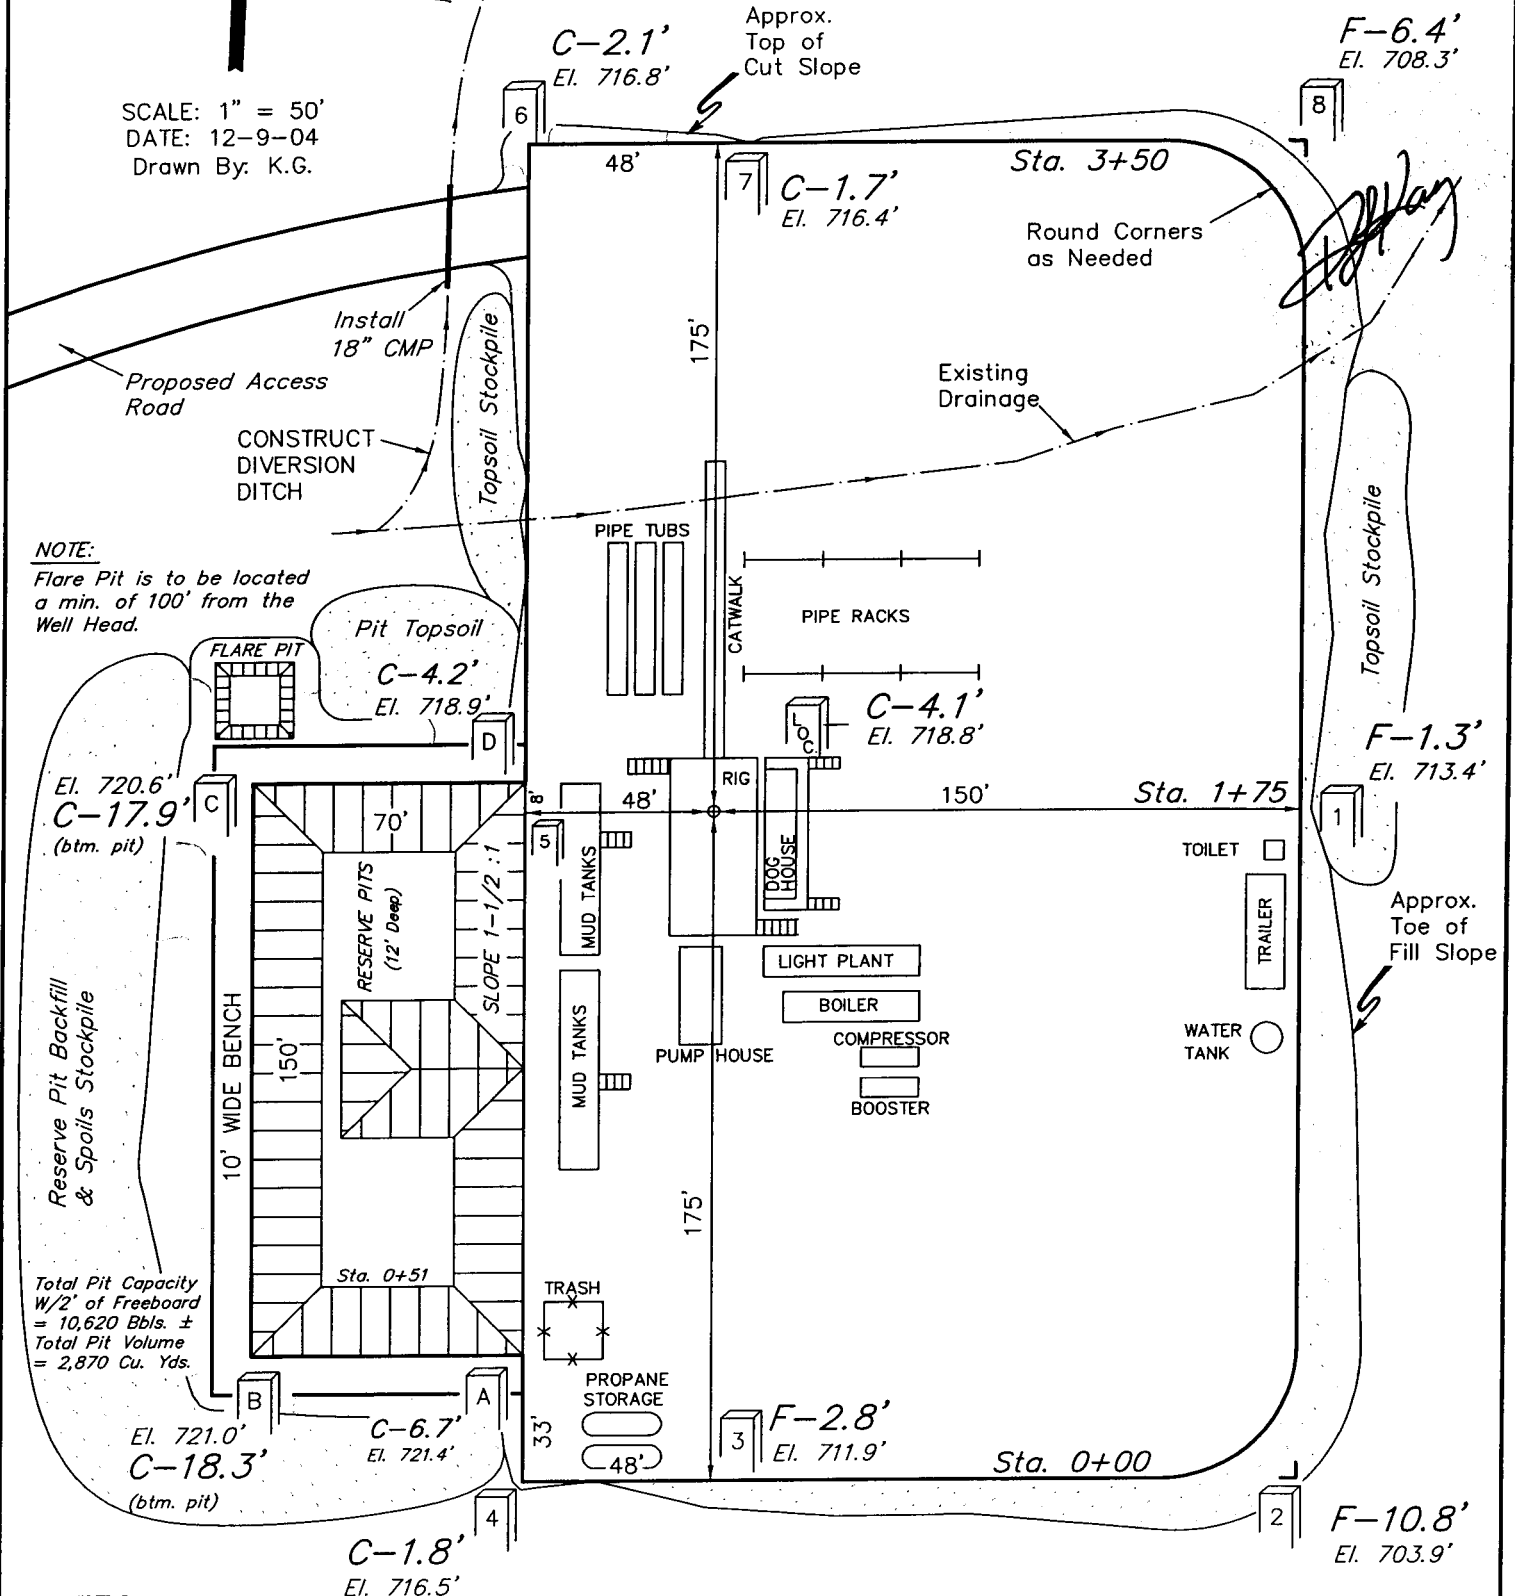 C-2.1'
El. 716.8'
Approx.
Top of
Cut Slope
F-6.4'
El. 708.3'
SCALE: 1" = 50'
DATE: 12-9-04
Drawn By: K.G.
6
8
48'
7
C-1.7'
El. 716.4'
Sta. 3+50
Round Corners
as Needed
Install
18" CMP
175'
Topsoil Stockpile
Proposed Access
Road
Existing
Drainage
CONSTRUCT
DIVERSION
DITCH
NOTE:
Flare Pit is to be located
a min. of 100' from the
Well Head.
PIPE TUBS
CATWALK
PIPE RACKS
Topsoil Stockpile
Pit Topsoil
FLARE PIT
C-4.2'
El. 718.9'
D
L
O
C.
C-4.1'
El. 718.8'
F-1.3'
El. 713.4'
El. 720.6'
C-17.9'
(btm. pit)
C
70'
8'
48'
RIG
150'
Sta. 1+75
1
5
MUD TANKS
DOG
HOUSE
TOILET
TRAILER
RESERVE PITS
(12' Deep)
SLOPE 1-1/2 :1
Approx.
Toe of
Fill Slope
LIGHT PLANT
BOILER
COMPRESSOR
BOOSTER
PUMP HOUSE
WATER
TANK
MUD TANKS
Reserve Pit Backfill
& Spoils Stockpile
10' WIDE BENCH
150'
175'
Sta. 0+51
Total Pit Capacity
W/2' of Freeboard
= 10,620 Bbls. ±
Total Pit Volume
= 2,870 Cu. Yds.
TRASH
PROPANE
STORAGE
B
A
El. 721.0'
C-18.3'
(btm. pit)
C-6.7'
El. 721.4'
33'
48'
3
F-2.8'
El. 711.9'
Sta. 0+00
4
2
C-1.8'
El. 716.5'
F-10.8'
El. 703.9'